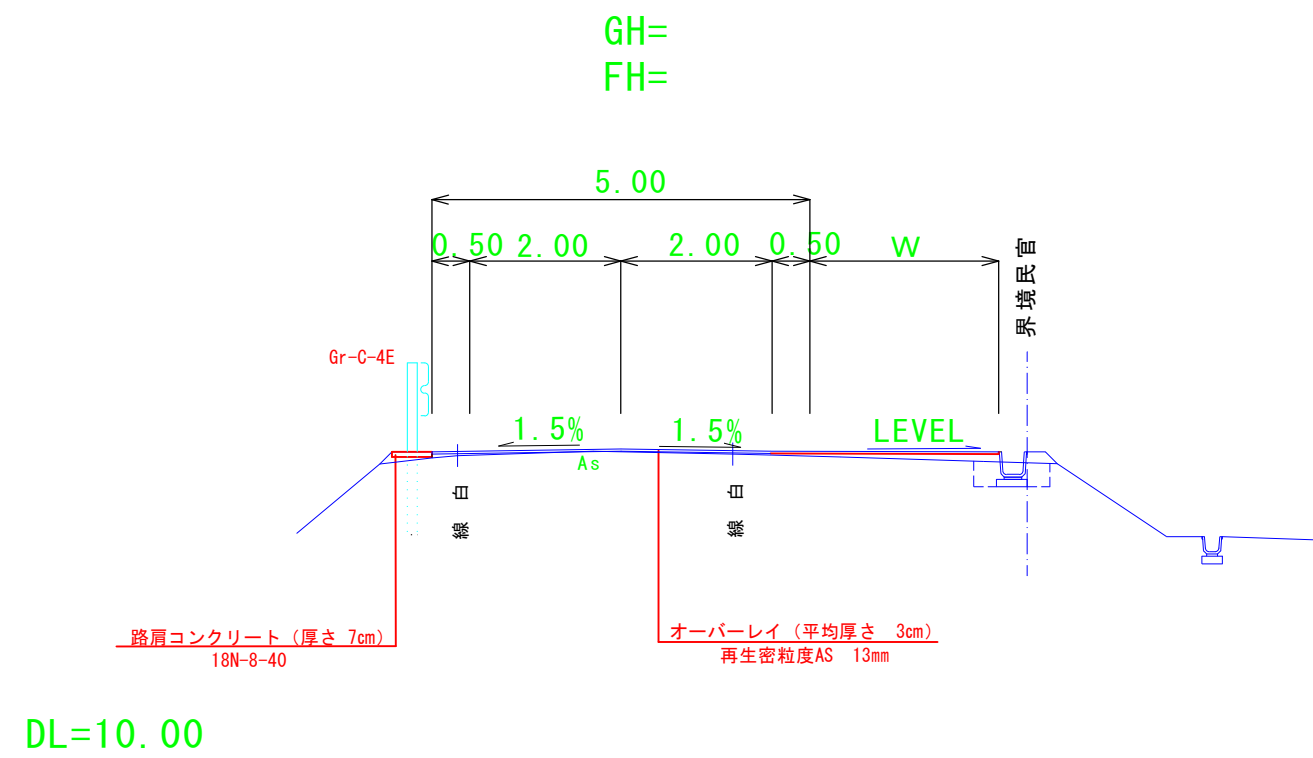 GH=
FH=
5.00
0.50
2.00
2.00
0.50
W
官民境界
Gr-C-4E
1.5%
1.5%
LEVEL
As
白線
白線
路肩コンクリート（厚さ 7cm）
18N-8-40
オーバーレイ（平均厚さ　3cm）
再生密粒度AS　13mm
DL=10.00